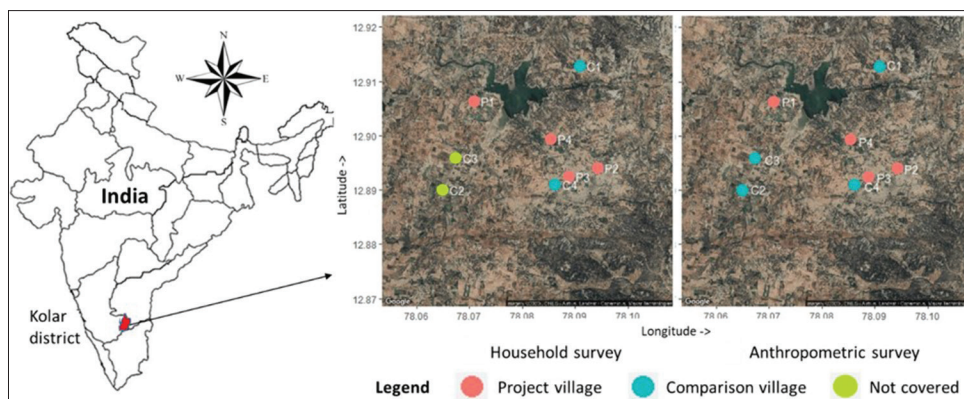 N
W
E
S
India
Kolar
district
Latitude ->
12.92
12.91
12.90
12.89
12.88
12.87
C1
P1
P4
C3
P2
P3
C4
C2
Google
78.06
78.07
78.08
78.09
78.10
C1
P1
P4
C3
P2
P3
C4
C2
Google
78.06
78.07
78.08
78.09
78.10
Longitude ->
Household survey
Anthropometric survey
Legend Project village Comparison village Not covered